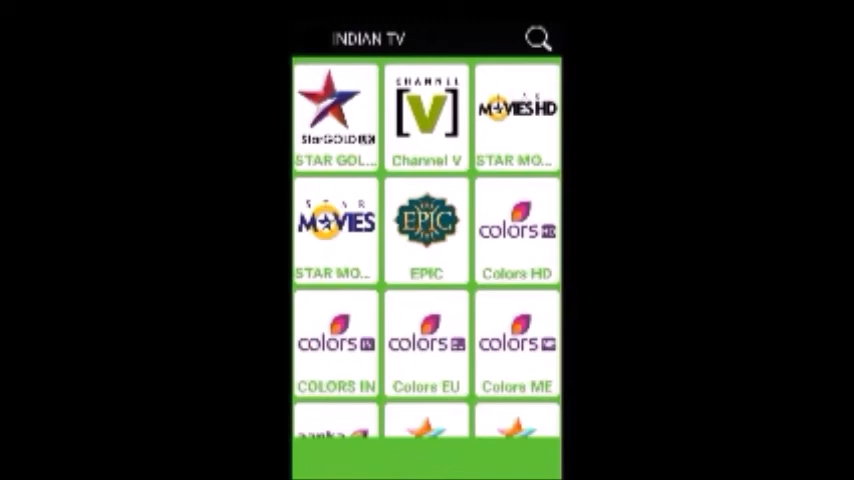 INDIAN TV
StarGOLD
CHANNEL
[V]
MOVIES HD
STAR GOL...
Channel V
STAR MO...
STAR
MOVIES
EPIC
colors HD
STAR MO...
EPIC
Colors HD
colors
colors
colors
COLORS IN
Colors EU
Colors ME